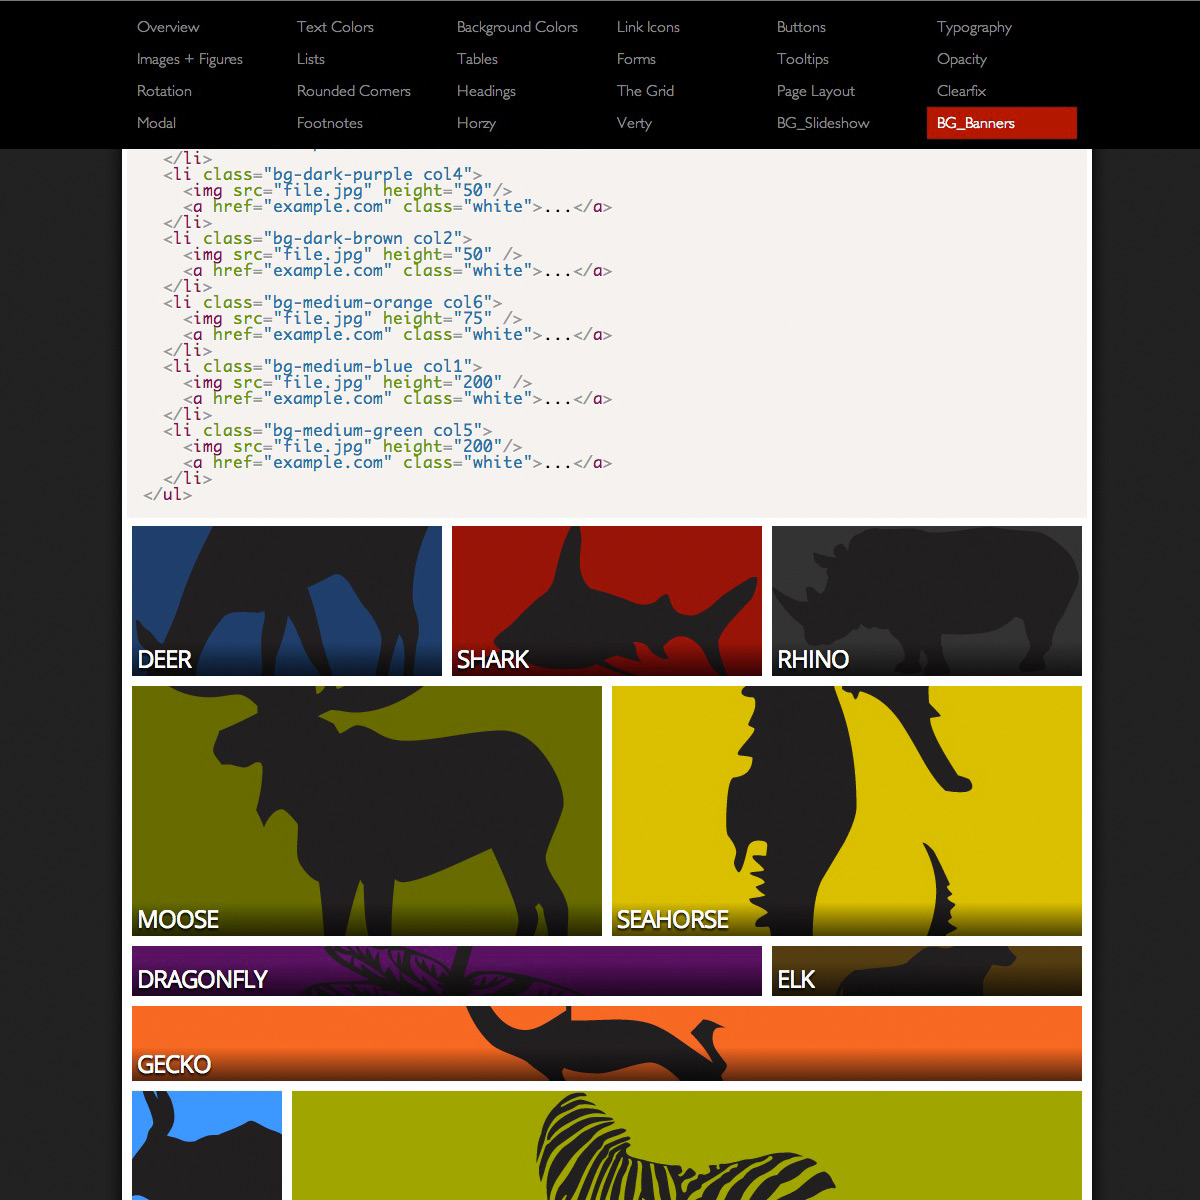 Overview Text Colors Background Colors Link Icons Buttons Typography
Images + Figures Lists Tables Forms Tooltips Opacity
Rotation Rounded Corners Headings The Grid Page Layout Clearfix
Modal Footnotes Horzy Verty BG_Slideshow BG_Banners
</li>
<li class="bg-dark-purple col4">
<img src="file.jpg" height="50"/>
<a href="example.com" class="white">...</a>
</li>
<li class="bg-dark-brown col2">
<img src="file.jpg" height="50" />
<a href="example.com" class="white">...</a>
</li>
<li class="bg-medium-orange col6">
<img src="file.jpg" height="75" />
<a href="example.com" class="white">...</a>
</li>
<li class="bg-medium-blue col1">
<img src="file.jpg" height="200" />
<a href="example.com" class="white">...</a>
</li>
<li class="bg-medium-green col5">
<img src="file.jpg" height="200"/>
<a href="example.com" class="white">...</a>
</li>
</ul>
DEER SHARK RHINO
MOOSE SEAHORSE
DRAGONFLY ELK
GECKO